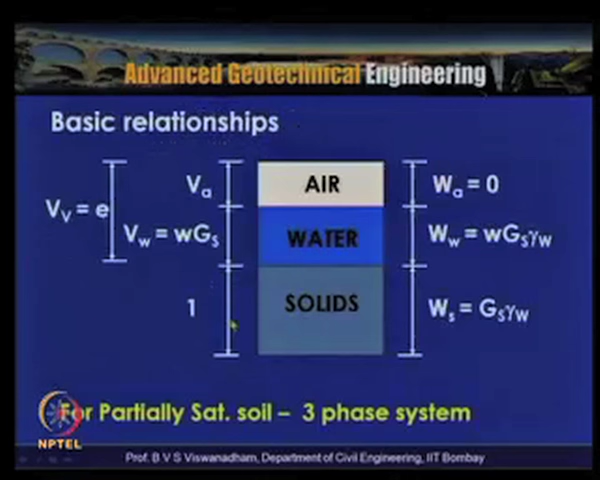 Advanced Geotechnical Engineering
Basic relationships
Va
AIR
Wa = 0
VV = e
Vw = wGs
WATER
Ww = wGsγw
1
SOLIDS
Ws = Gsγw
For Partially Sat. soil – 3 phase system
NPTEL
Prof. B V S Viswanadham, Department of Civil Engineering, IIT Bombay